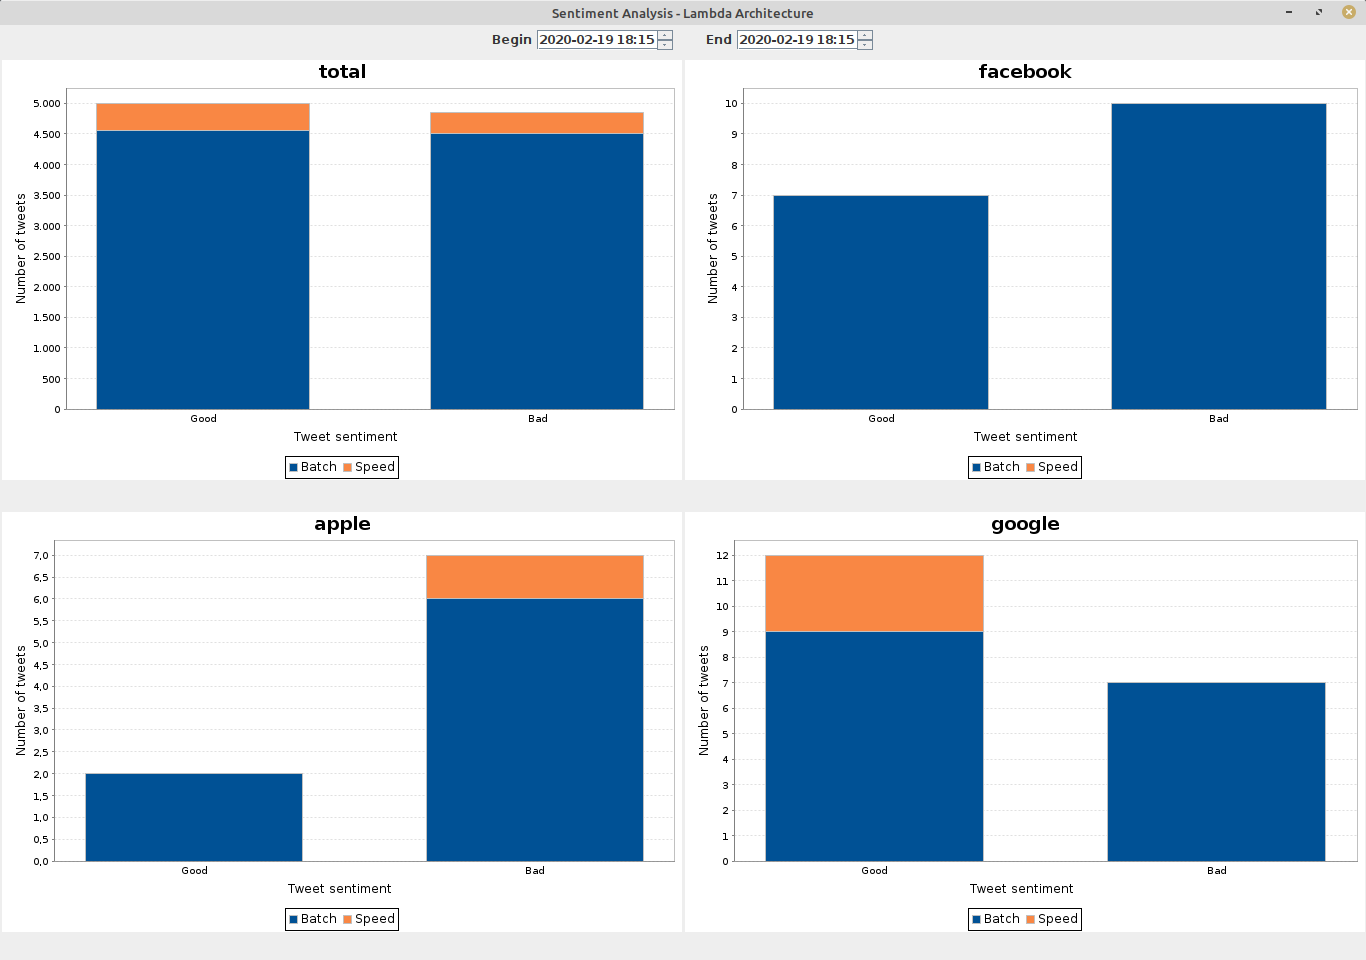 Sentiment Analysis - Lambda Architecture
Begin 2020-02-19 18:15 End 2020-02-19 18:15
total
5.000
4.500
4.000
3.500
3.000
2.500
2.000
1.500
1.000
500
0
Number of tweets
Good Bad
Tweet sentiment
Batch Speed
facebook
10
9
8
7
6
5
4
3
2
1
0
Number of tweets
Good Bad
Tweet sentiment
Batch Speed
apple
7,0
6,5
6,0
5,5
5,0
4,5
4,0
3,5
3,0
2,5
2,0
1,5
1,0
0,5
0,0
Number of tweets
Good Bad
Tweet sentiment
Batch Speed
google
12
11
10
9
8
7
6
5
4
3
2
1
0
Number of tweets
Good Bad
Tweet sentiment
Batch Speed